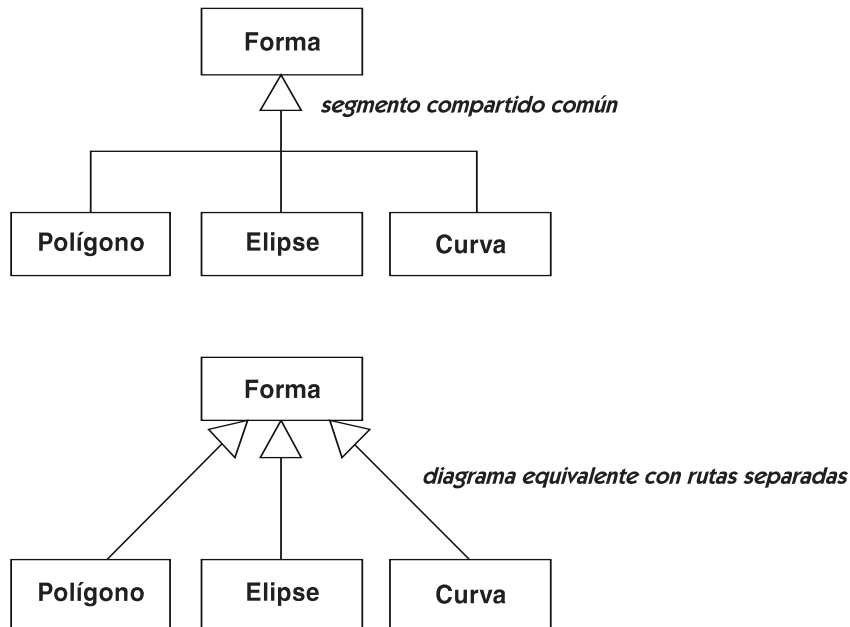 Forma
segmento compartido común
Polígono
Elipse
Curva
Forma
diagrama equivalente con rutas separadas
Polígono
Elipse
Curva